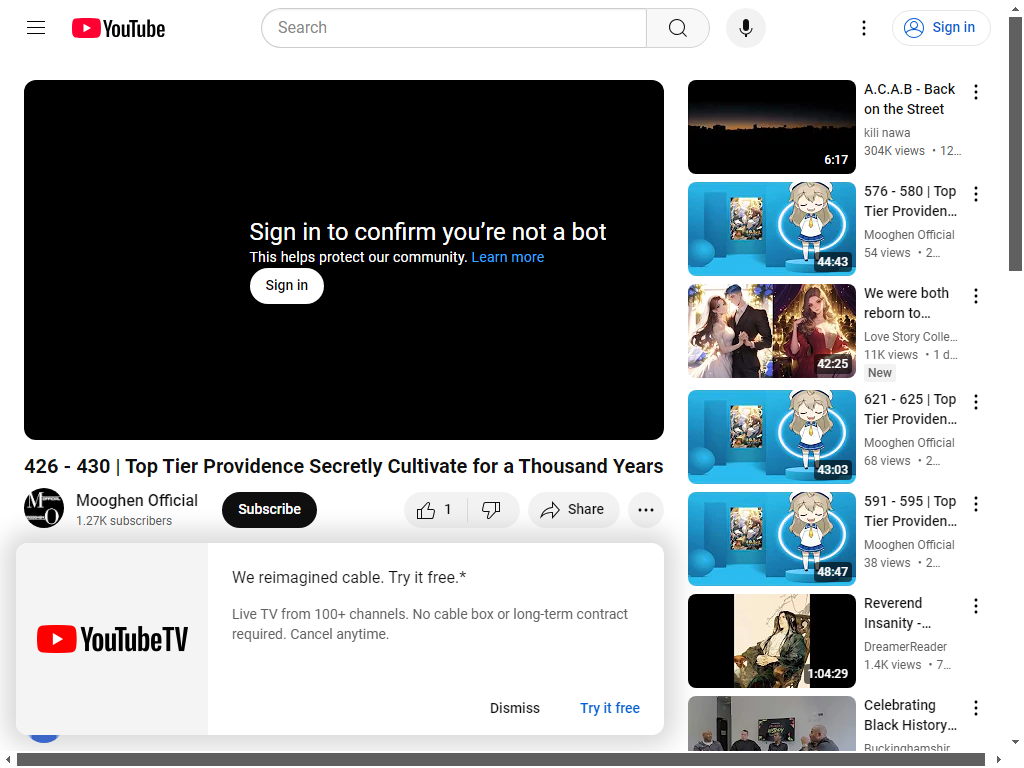 YouTube
Search
Sign in
Sign in to confirm you're not a bot
This helps protect our community. Learn more
Sign in
426 - 430 | Top Tier Providence Secretly Cultivate for a Thousand Years
Mooghen Official
1.27K subscribers
Subscribe
1
Share
We reimagined cable. Try it free.*
Live TV from 100+ channels. No cable box or long-term contract
required. Cancel anytime.
YouTubeTV
Dismiss
Try it free
A.C.A.B - Back
on the Street
kili nawa
304K views • 12...
6:17
576 - 580 | Top
Tier Providen...
Mooghen Official
54 views • 2...
44:43
We were both
reborn to...
Love Story Colle...
11K views • 1 d...
New
42:25
621 - 625 | Top
Tier Providen...
Mooghen Official
68 views • 2...
43:03
591 - 595 | Top
Tier Providen...
Mooghen Official
38 views • 2...
48:47
Reverend
Insanity -...
DreamerReader
1.4K views • 7...
1:04:29
Celebrating
Black History...
Buckinghamshir